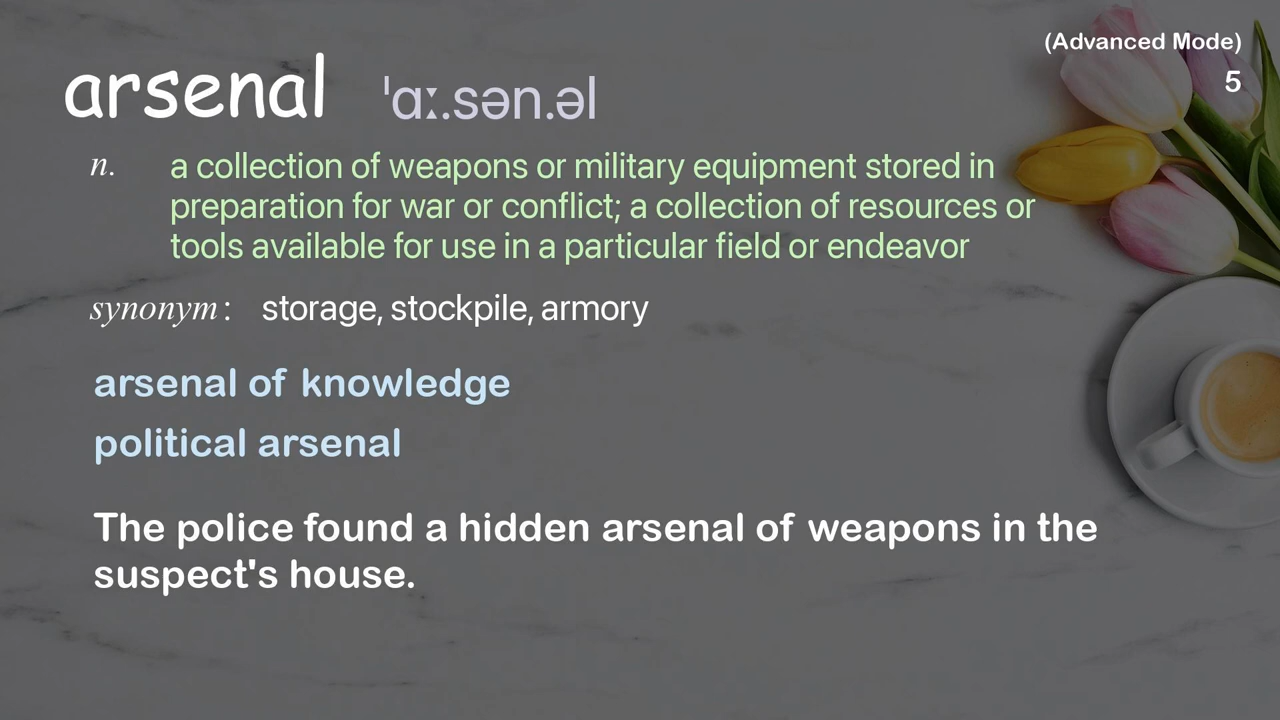 (Advanced Mode)
5
arsenal ˈɑː.sən.əl
n. a collection of weapons or military equipment stored in
preparation for war or conflict; a collection of resources or
tools available for use in a particular field or endeavor
synonym: storage, stockpile, armory
arsenal of knowledge
political arsenal
The police found a hidden arsenal of weapons in the
suspect's house.